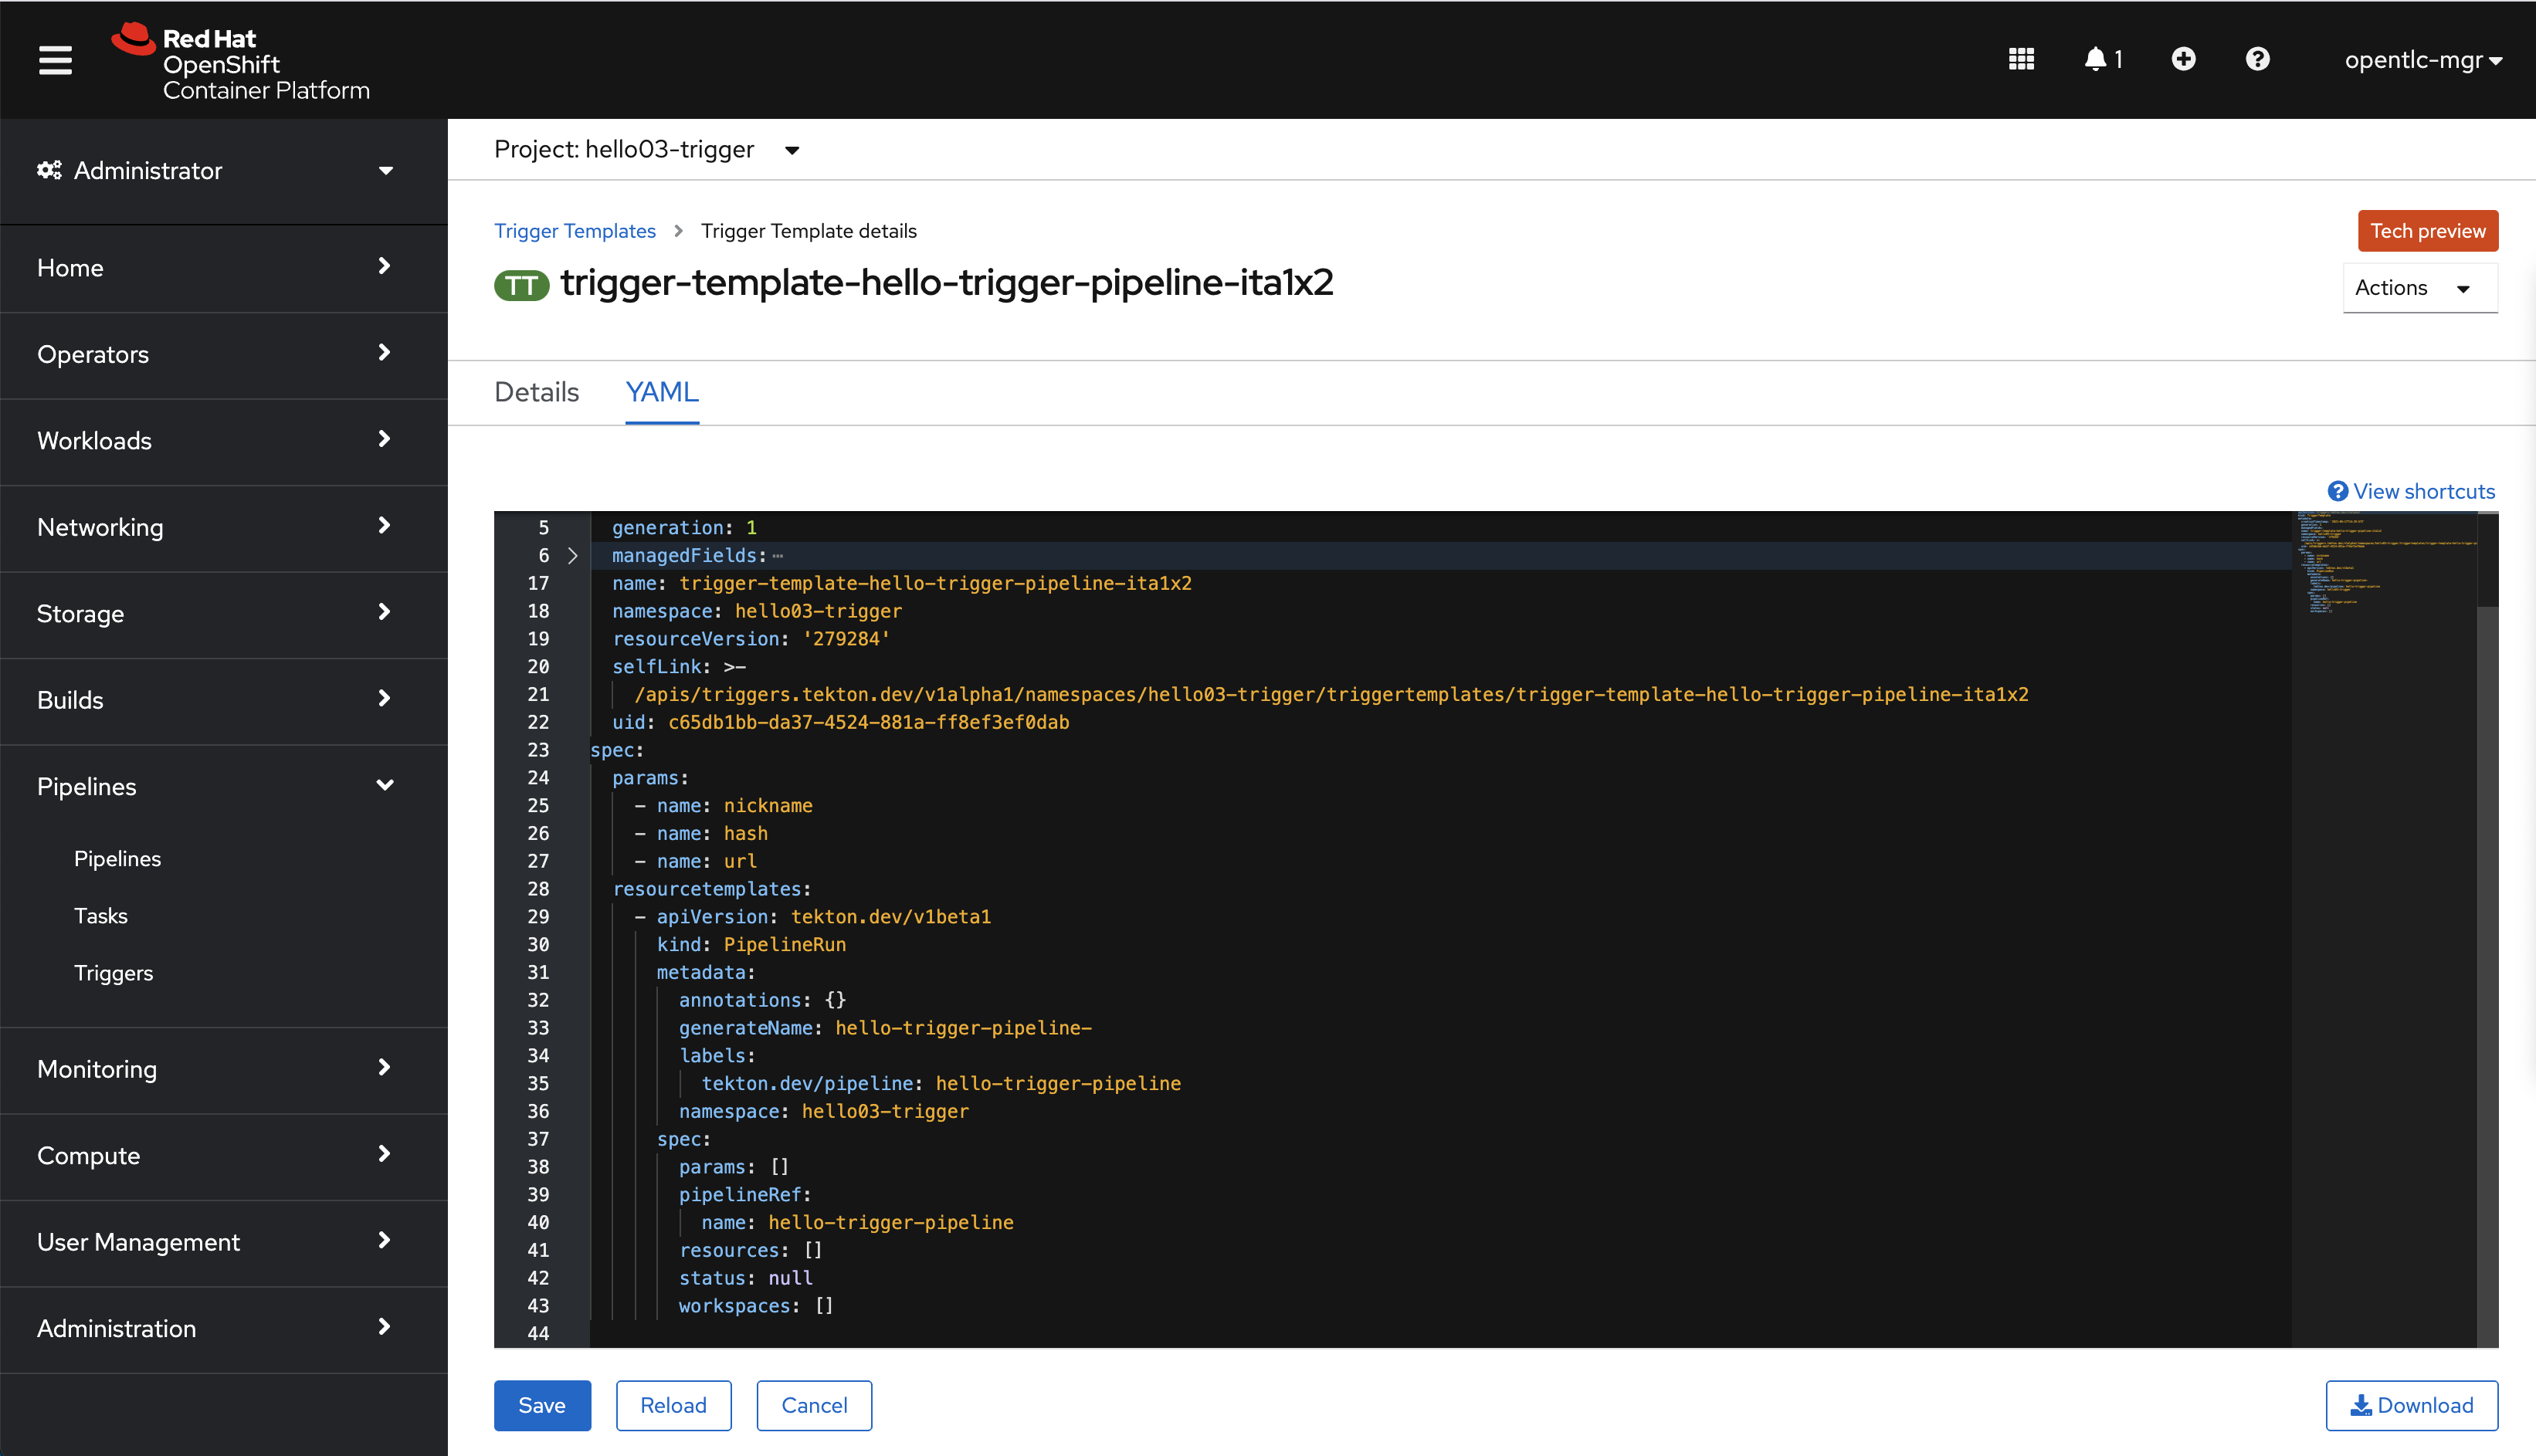 Red Hat
OpenShift
Container Platform
1
opentlc-mgr
Administrator
Home
Operators
Workloads
Networking
Storage
Builds
Pipelines
Pipelines
Tasks
Triggers
Monitoring
Compute
User Management
Administration
Project: hello03-trigger
Trigger Templates > Trigger Template details
Tech preview
TT trigger-template-hello-trigger-pipeline-ita1x2
Actions
Details YAML
View shortcuts
5 generation: 1
6 managedFields:
17 name: trigger-template-hello-trigger-pipeline-ita1x2
18 namespace: hello03-trigger
19 resourceVersion: '279284'
20 selfLink: >-
21 /apis/triggers.tekton.dev/v1alpha1/namespaces/hello03-trigger/triggertemplates/trigger-template-hello-trigger-pipeline-ita1x2
22 uid: c65db1bb-da37-4524-881a-ff8ef3ef0dab
23 spec:
24 params:
25 - name: nickname
26 - name: hash
27 - name: url
28 resourcetemplates:
29 - apiVersion: tekton.dev/v1beta1
30 kind: PipelineRun
31 metadata:
32 annotations: {}
33 generateName: hello-trigger-pipeline-
34 labels:
35 tekton.dev/pipeline: hello-trigger-pipeline
36 namespace: hello03-trigger
37 spec:
38 params: []
39 pipelineRef:
40 name: hello-trigger-pipeline
41 resources: []
42 status: null
43 workspaces: []
44
Save Reload Cancel Download